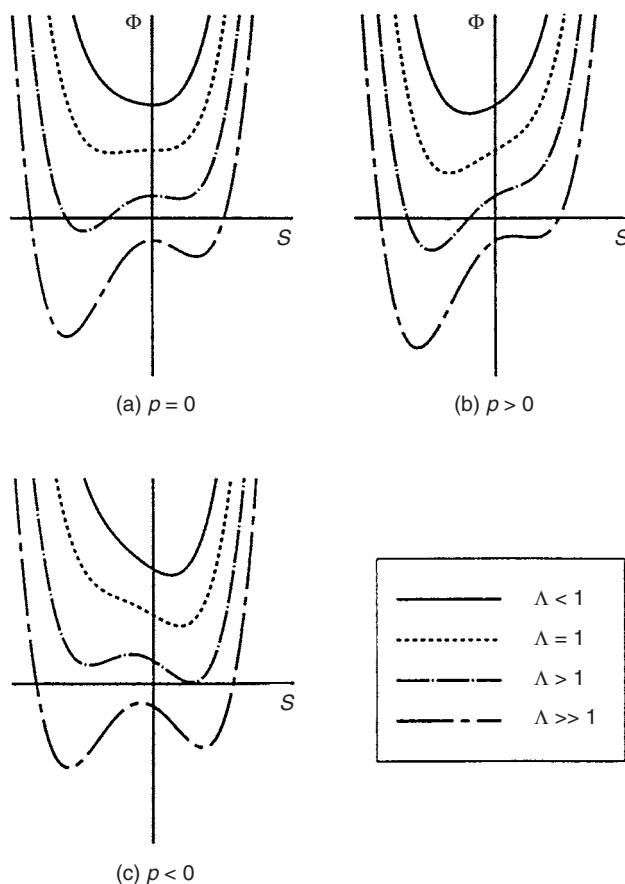 Φ
S
(a) p = 0
Φ
S
(b) p > 0
S
(c) p < 0
Λ < 1
Λ = 1
Λ > 1
Λ >> 1